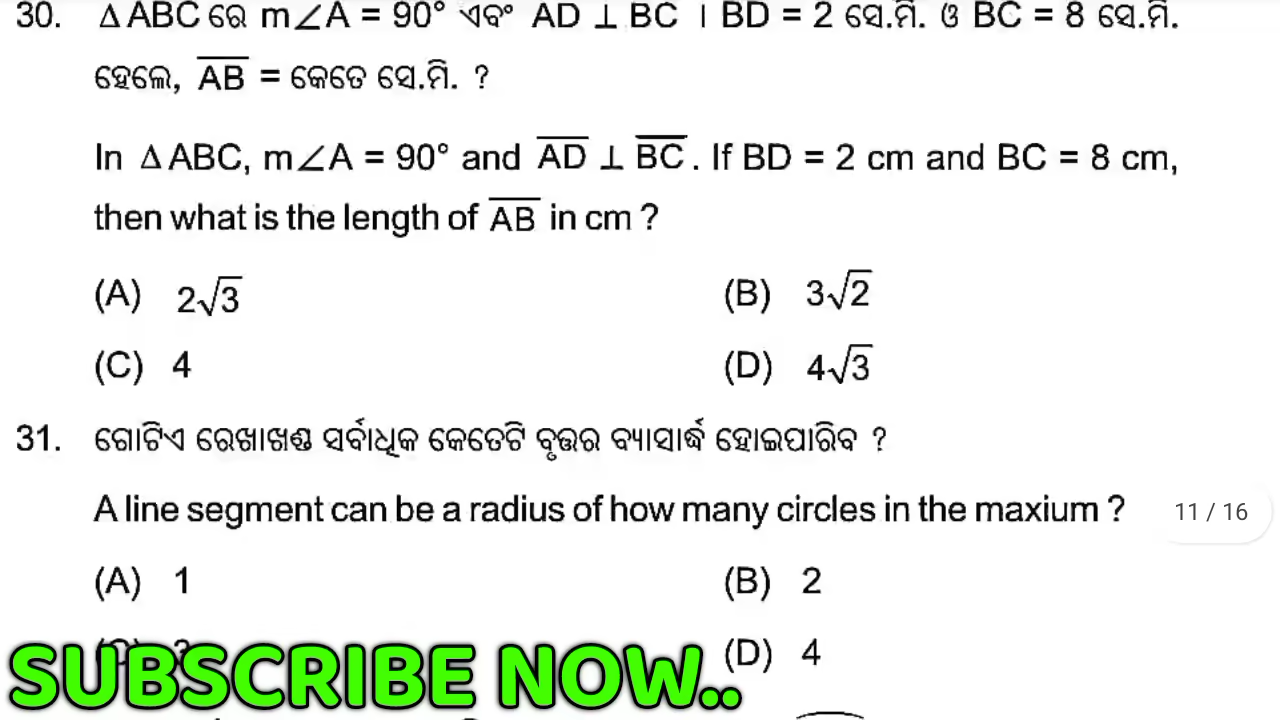 30. Δ ABC ରେ m∠A = 90° ଏବଂ AD ⊥ BC । BD = 2 ସେ.ମି. ଓ BC = 8 ସେ.ମି.
ହେଲେ, AB = କେତେ ସେ.ମି. ?
In Δ ABC, m∠A = 90° and AD ⊥ BC. If BD = 2 cm and BC = 8 cm,
then what is the length of AB in cm ?
(A) 2√3 (B) 3√2
(C) 4 (D) 4√3
31. ଗୋଟିଏ ରେଖାଖଣ୍ଡ ସର୍ବାଧିକ କେତେଟି ବୃତ୍ତର ବ୍ୟାସାର୍ଦ୍ଧ ହୋଇପାରିବ ?
A line segment can be a radius of how many circles in the maxium ?
11 / 16
(A) 1 (B) 2
(D) 4
SUBSCRIBE NOW..